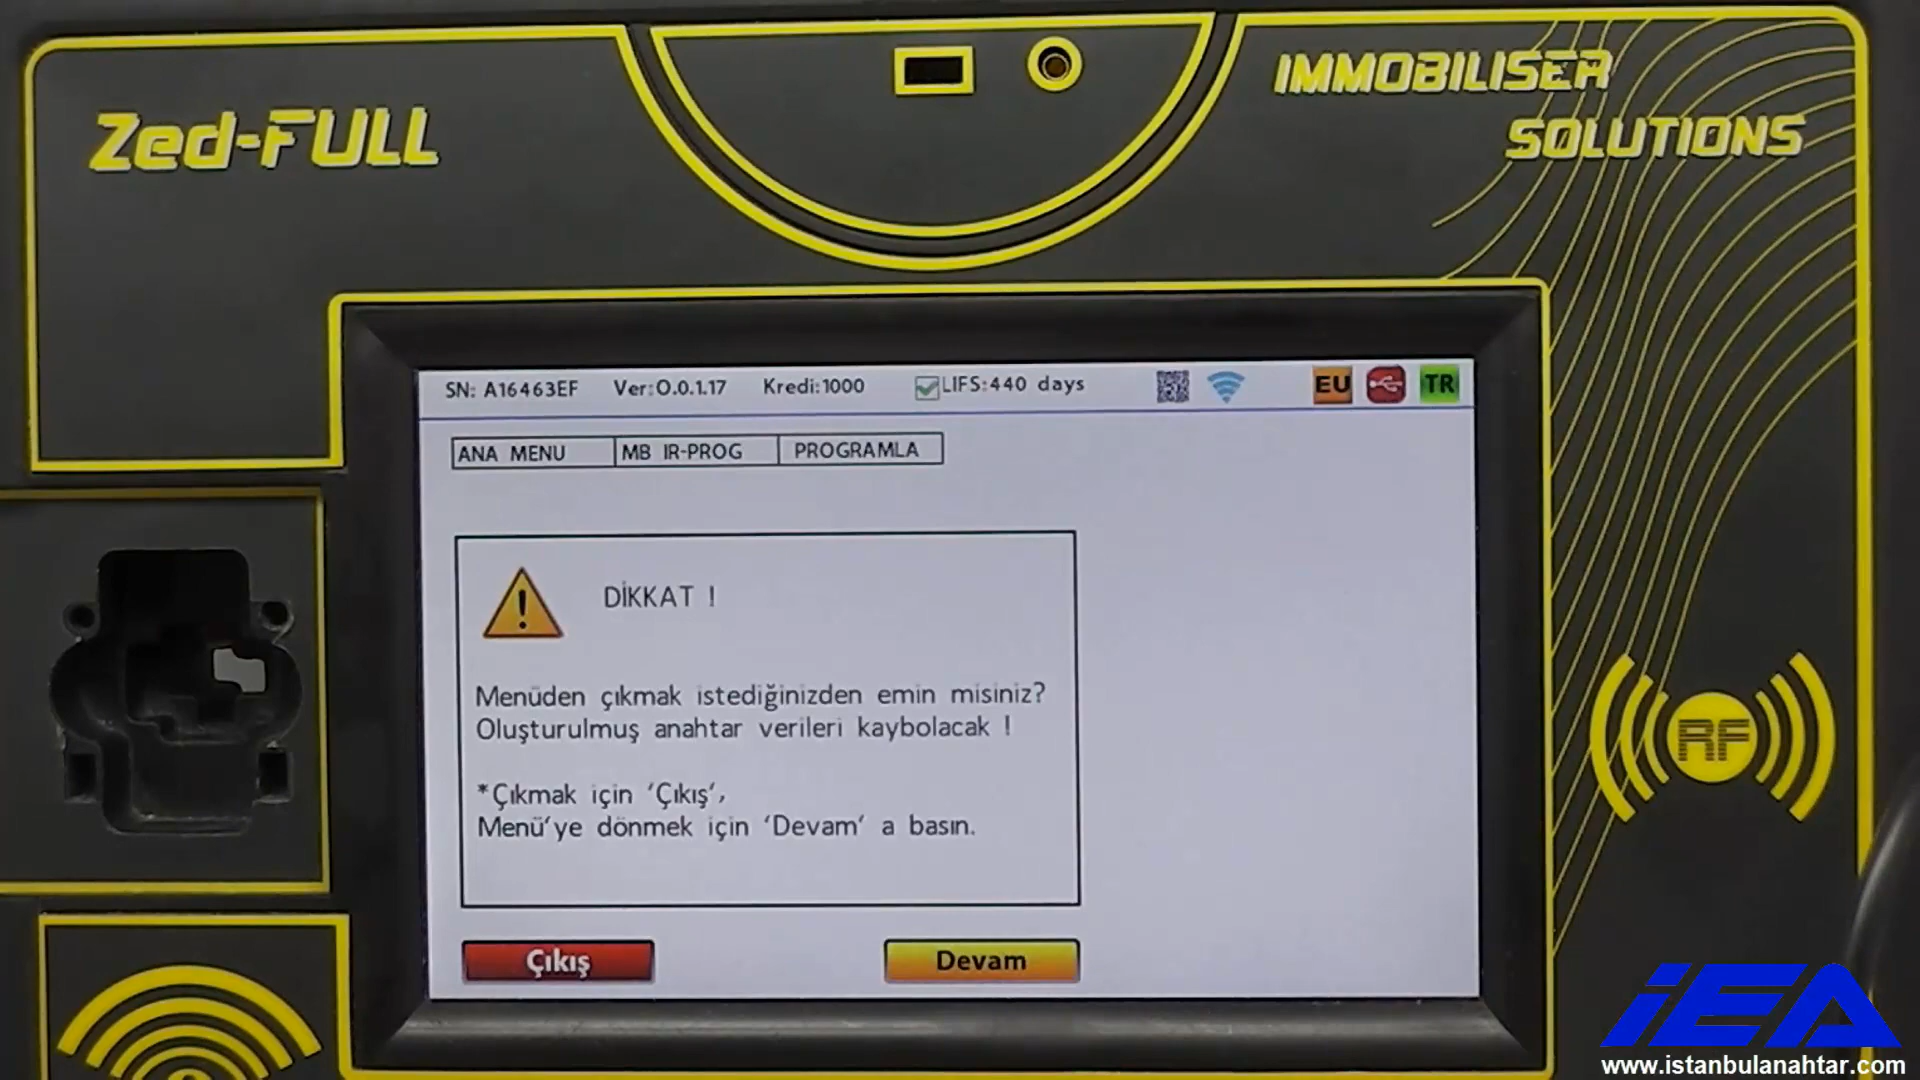 Zed-FULL
IMMOBILISER
SOLUTIONS
SN: A16463EF Ver:O.0.1.17 Kredi:1000 LIFS:440 days EU TR
ANA MENU MB IR-PROG PROGRAMLA
DİKKAT !
Menüden çıkmak istediğinizden emin misiniz?
Oluşturulmuş anahtar verileri kaybolacak !
*Çıkmak için ‘Çıkış‘,
Menü‘ye dönmek için ‘Devam‘ a basın.
Çıkış Devam
RF
iEA
www.istanbulanahtar.com